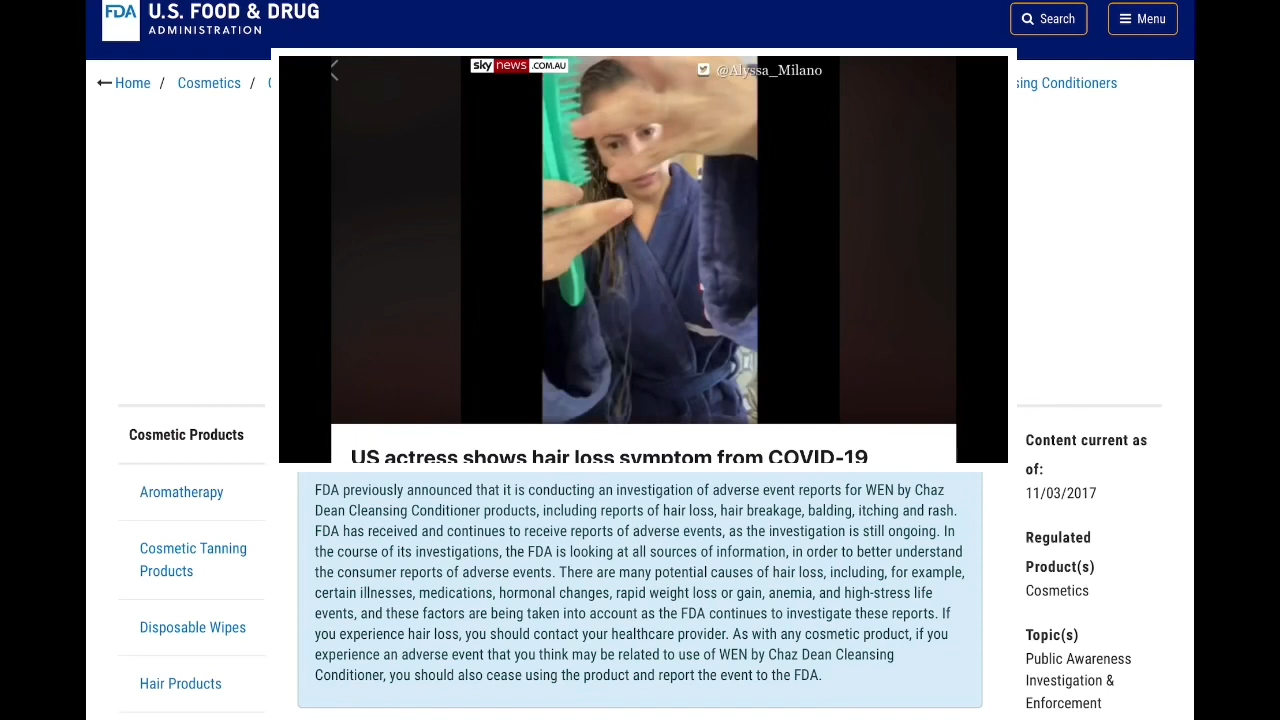 FDA
U.S. FOOD & DRUG
ADMINISTRATION
Search
Menu
Home / Cosmetics /
sing Conditioners
sky news .COM.AU
@Alyssa_Milano
US actress shows hair loss symptom from COVID-19
Cosmetic Products
Aromatherapy
Cosmetic Tanning
Products
Disposable Wipes
Hair Products
FDA previously announced that it is conducting an investigation of adverse event reports for WEN by Chaz
Dean Cleansing Conditioner products, including reports of hair loss, hair breakage, balding, itching and rash.
FDA has received and continues to receive reports of adverse events, as the investigation is still ongoing. In
the course of its investigations, the FDA is looking at all sources of information, in order to better understand
the consumer reports of adverse events. There are many potential causes of hair loss, including, for example,
certain illnesses, medications, hormonal changes, rapid weight loss or gain, anemia, and high-stress life
events, and these factors are being taken into account as the FDA continues to investigate these reports. If
you experience hair loss, you should contact your healthcare provider. As with any cosmetic product, if you
experience an adverse event that you think may be related to use of WEN by Chaz Dean Cleansing
Conditioner, you should also cease using the product and report the event to the FDA.
Content current as
of:
11/03/2017
Regulated
Product(s)
Cosmetics
Topic(s)
Public Awareness
Investigation &
Enforcement